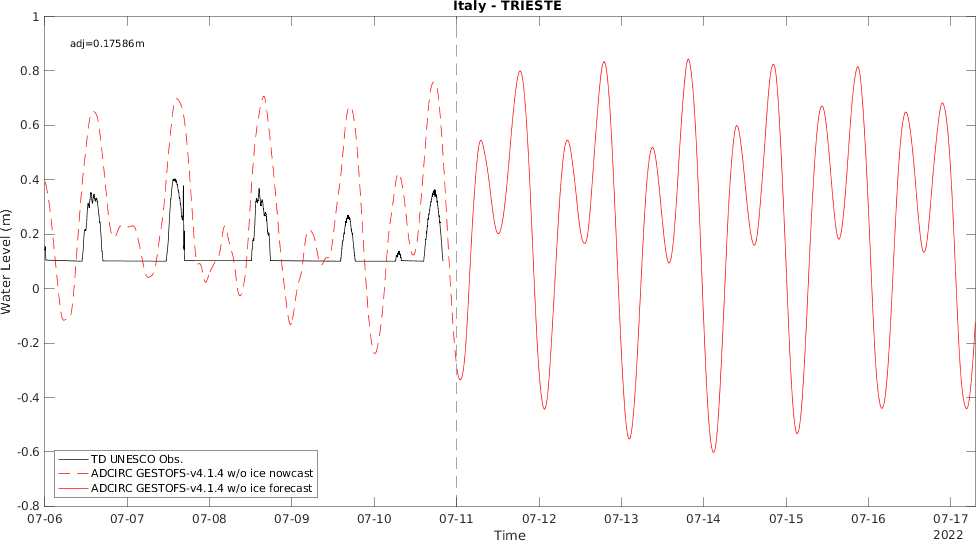 Italy - TRIESTE
adj=0.17586m
Water Level (m)
1
0.8
0.6
0.4
0.2
0
-0.2
-0.4
-0.6
-0.8
TD UNESCO Obs.
ADCIRC GESTOFS-v4.1.4 w/o ice nowcast
ADCIRC GESTOFS-v4.1.4 w/o ice forecast
07-06 07-07 07-08 07-09 07-10 07-11 07-12 07-13 07-14 07-15 07-16 07-17
Time
2022